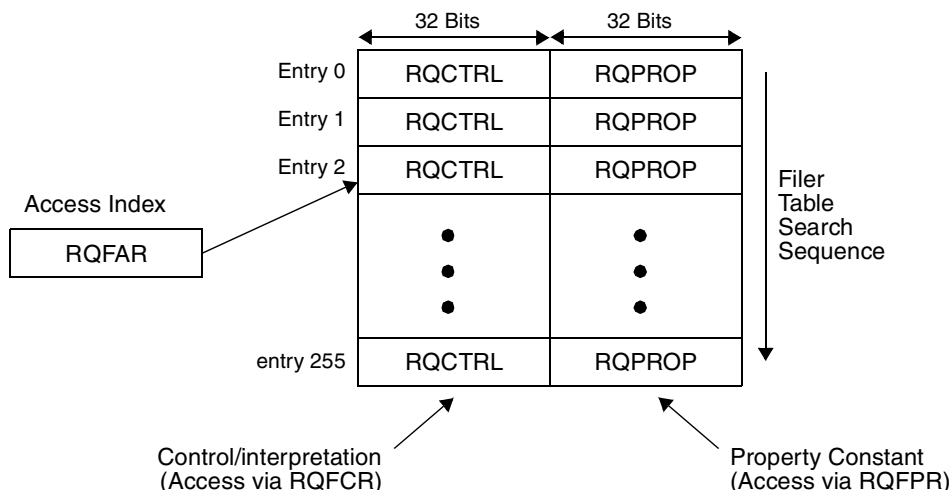 32 Bits 32 Bits
Entry 0 RQCTRL RQPROP
Entry 1 RQCTRL RQPROP
Entry 2 RQCTRL RQPROP
Access Index
RQFAR
Filer
Table
Search
Sequence
entry 255 RQCTRL RQPROP
Control/interpretation
(Access via RQFCR)
Property Constant
(Access via RQFPR)